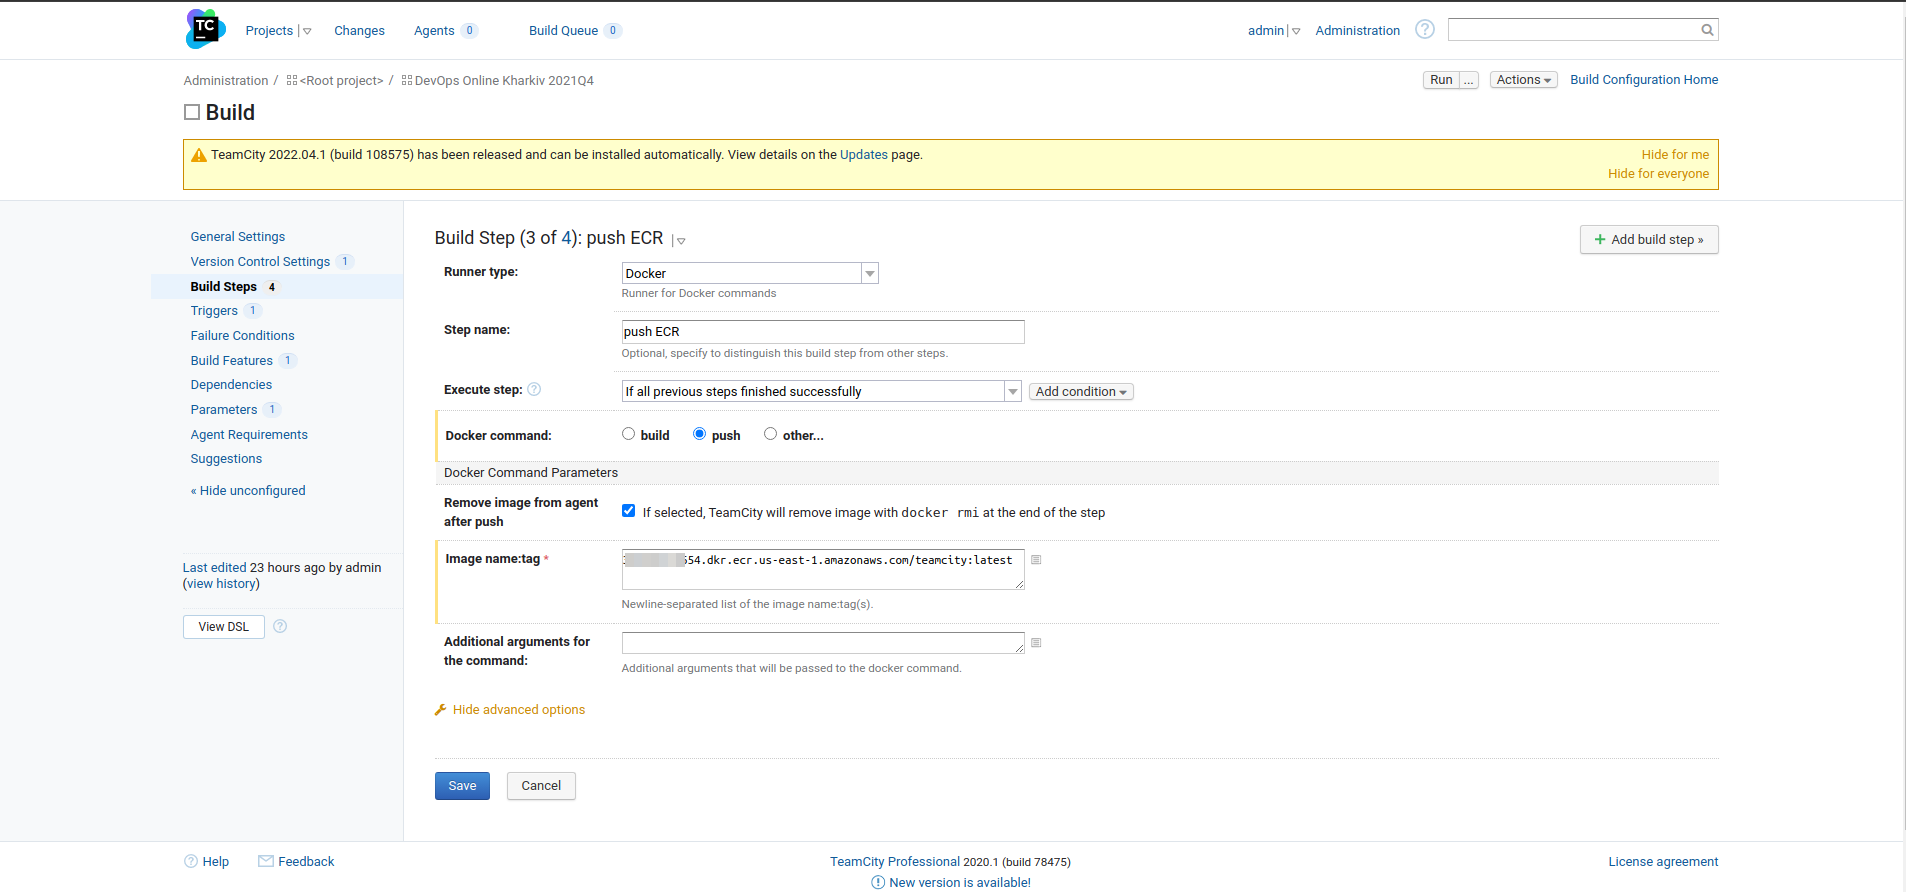 TC
Projects
Changes
Agents 0
Build Queue 0
admin
Administration
?
Administration / <Root project> / DevOps Online Kharkiv 2021Q4
Run ...
Actions
Build Configuration Home
Build
TeamCity 2022.04.1 (build 108575) has been released and can be installed automatically. View details on the Updates page.
Hide for me
Hide for everyone
General Settings
Version Control Settings 1
Build Steps 4
Triggers 1
Failure Conditions
Build Features 1
Dependencies
Parameters 1
Agent Requirements
Suggestions
« Hide unconfigured
Last edited 23 hours ago by admin
(view history)
View DSL ?
Build Step (3 of 4): push ECR
+ Add build step »
Runner type:
Docker
Runner for Docker commands
Step name:
push ECR
Optional, specify to distinguish this build step from other steps.
Execute step: ?
If all previous steps finished successfully
Add condition
Docker command:
build push other...
Docker Command Parameters
Remove image from agent
after push
If selected, TeamCity will remove image with docker rmi at the end of the step
Image name:tag *
54.dkr.ecr.us-east-1.amazonaws.com/teamcity:latest
Newline-separated list of the image name:tag(s).
Additional arguments for
the command:
Additional arguments that will be passed to the docker command.
Hide advanced options
Save
Cancel
? Help
Feedback
TeamCity Professional 2020.1 (build 78475)
New version is available!
License agreement